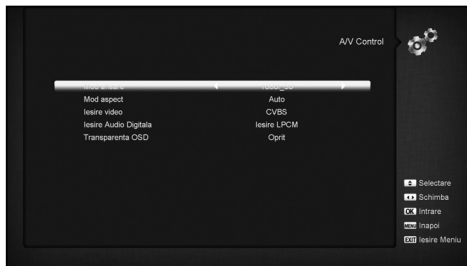 A/V Control
Mod aspect Auto
Iesire video CVBS
Iesire Audio Digitala Iesire LPCM
Transparenta OSD Oprit
Selectare
Schimba
OK Intrare
MENU Inapoi
EXIT Iesire Meniu